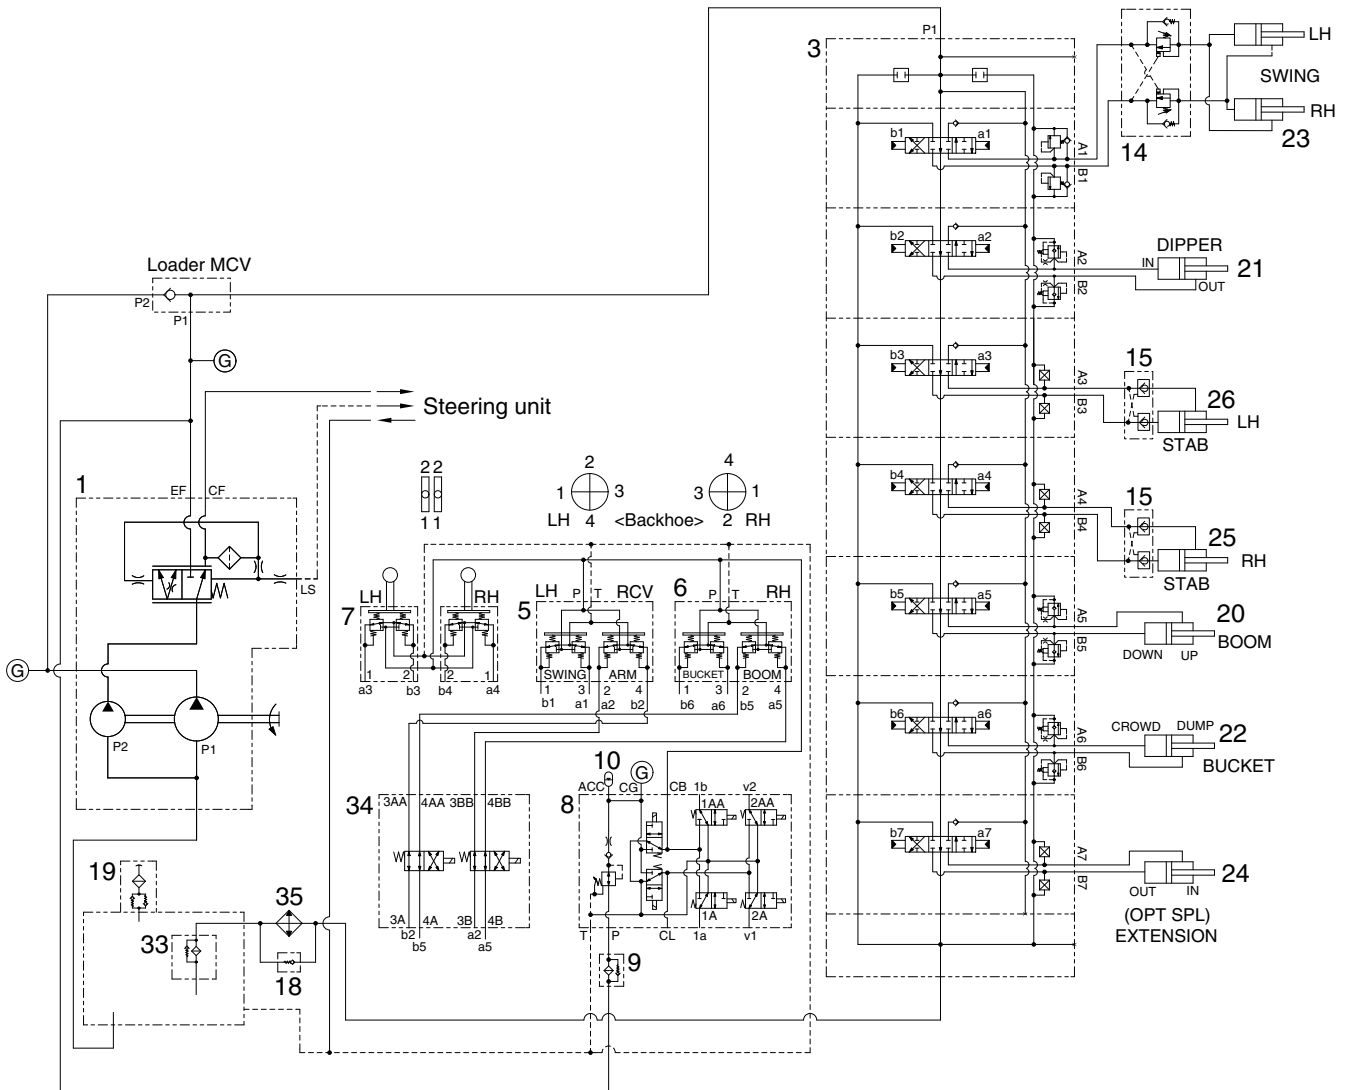 P1
3
LH
SWING
RH
14
23
b1
a1
A1
B1
b2
a2
A2
B2
DIPPER
IN
21
OUT
Loader MCV
P2
P1
G
b3
a3
A3
B3
15
26
LH
STAB
Steering unit
1
EF CF
2 2
1 1
2
1 3
LH 4
<Backhoe>
4
3 1
2 RH
b4
a4
A4
B4
15
25
RH
STAB
LS
7
LH
RH
1 2 2 1
a3 b3 b4 a4
LH
RCV
5
P T
SWING
ARM
1 3 2 4
b1 a1 a2 b2
6
P T
RH
BUCKET
BOOM
1 3 2 4
b6 a6 b5 a5
b5
a5
A5
B5
20
BOOM
DOWN UP
G
P2
P1
b6
a6
A6
B6
CROWD DUMP
22
BUCKET
10
G
ACC CG CB 1b v2
34
3AA 4AA 3BB 4BB
8
1AA 2AA
b7
a7
A7
B7
OUT IN
24
(OPT SPL)
EXTENSION
19
35
3A 4A 3B 4B
b2 b5 a2 a5
1A 2A
T P CL 1a v1
33
18
9